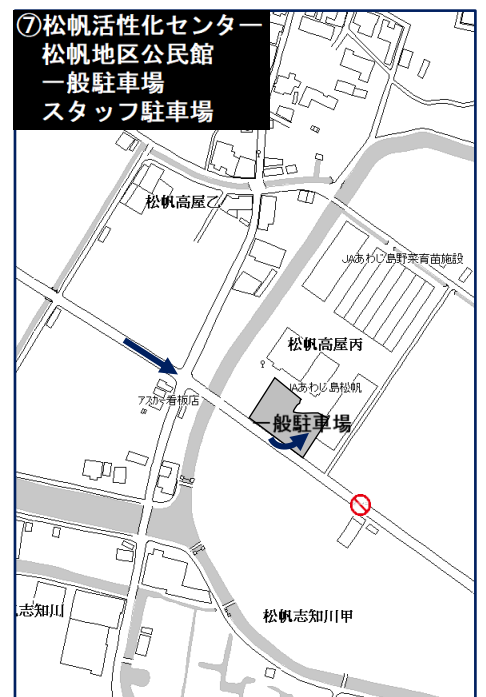 ⑦松帆活性化センター
松帆地区公民館
一般駐車場
スタッフ駐車場
松帆高屋乙
JAあわじ島野菜育苗施設
松帆高屋丙
JAあわじ島松帆
アスカ看板店
一般駐車場
志知川
松帆志知川甲